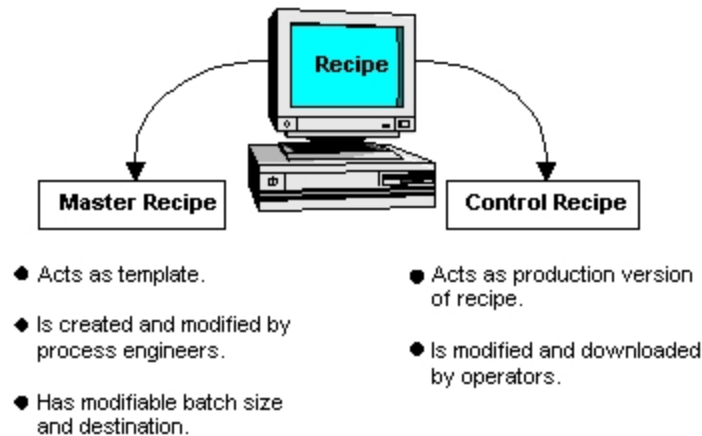 Recipe
Master Recipe
Control Recipe
Acts as template.
Is created and modified by
process engineers.
Has modifiable batch size
and destination.
Acts as production version
of recipe.
Is modified and downloaded
by operators.